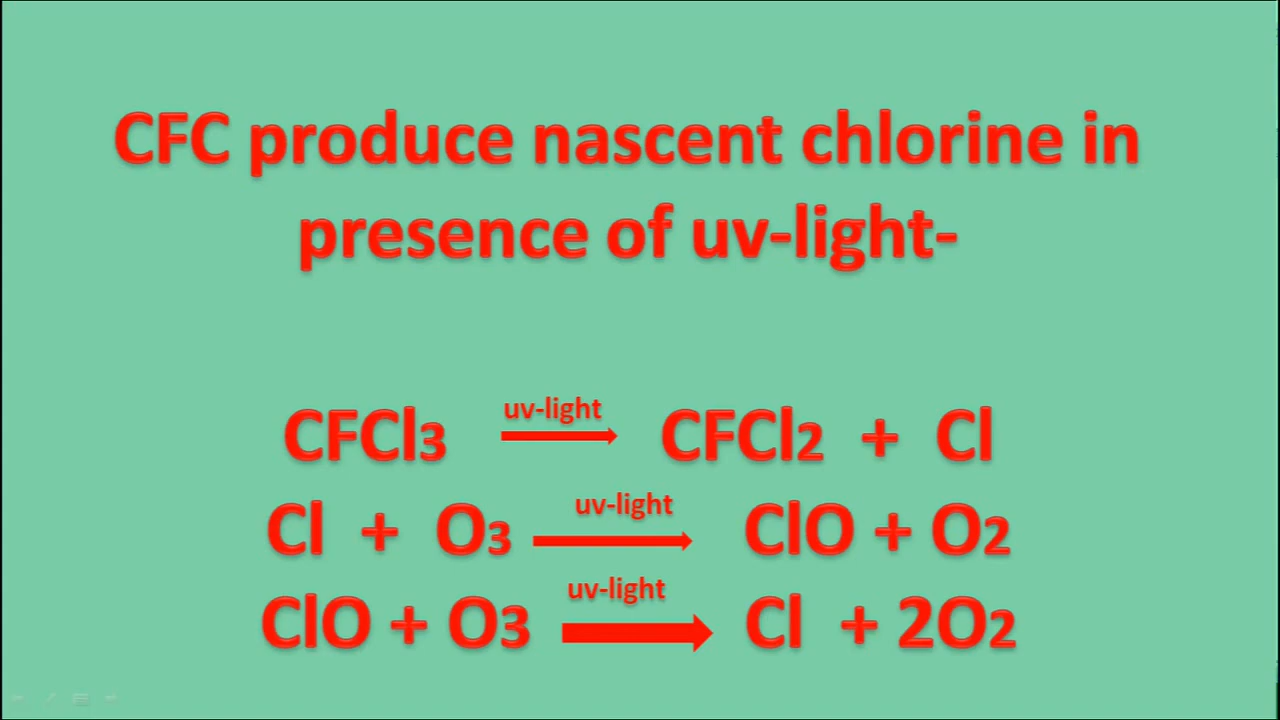 CFC produce nascent chlorine in
presence of uv-light-
uv-light
CFCl3 CFCl2 + Cl
uv-light
Cl + O3 ClO + O2
uv-light
ClO + O3 Cl + 2O2